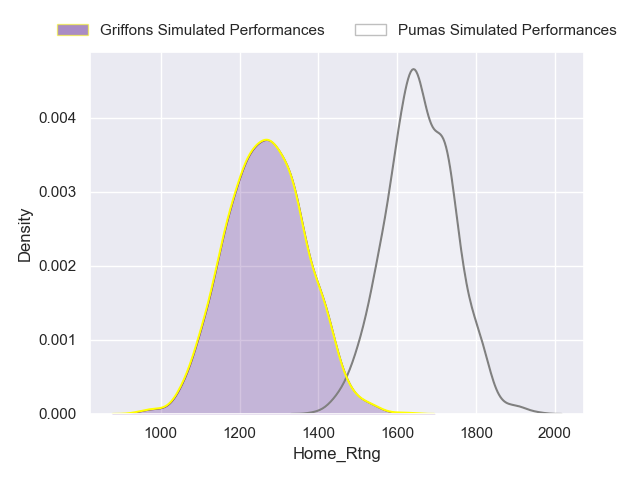 Griffons Simulated Performances Pumas Simulated Performances
0.004
0.003
0.002
0.001
0.000
Density
1000 1200 1400 1600 1800 2000
Home_Rtng